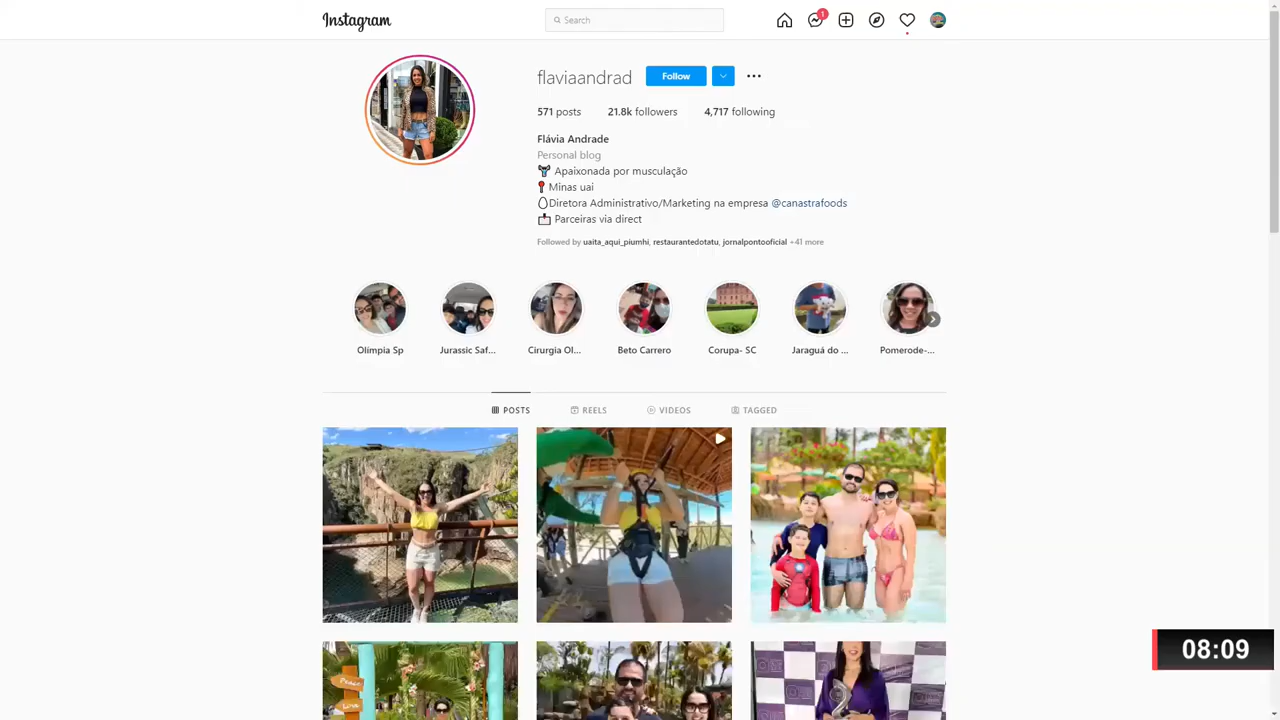 Instagram
Search
1
flaviaandrad
Follow
571 posts 21.8k followers 4,717 following
Flávia Andrade
Personal blog
Apaixonada por musculação
Minas uai
Diretora Administrativo/Marketing na empresa @canastrafoods
Parceiras via direct
Followed by uaita_aqui_piumhi, restaurantedotatu, jornalpontooficial +41 more
Olímpia Sp
Jurassic Saf...
Cirurgia Ol...
Beto Carrero
Corupa- SC
Jaraguá do ...
Pomerode-...
POSTS
REELS
VIDEOS
TAGGED
08:09